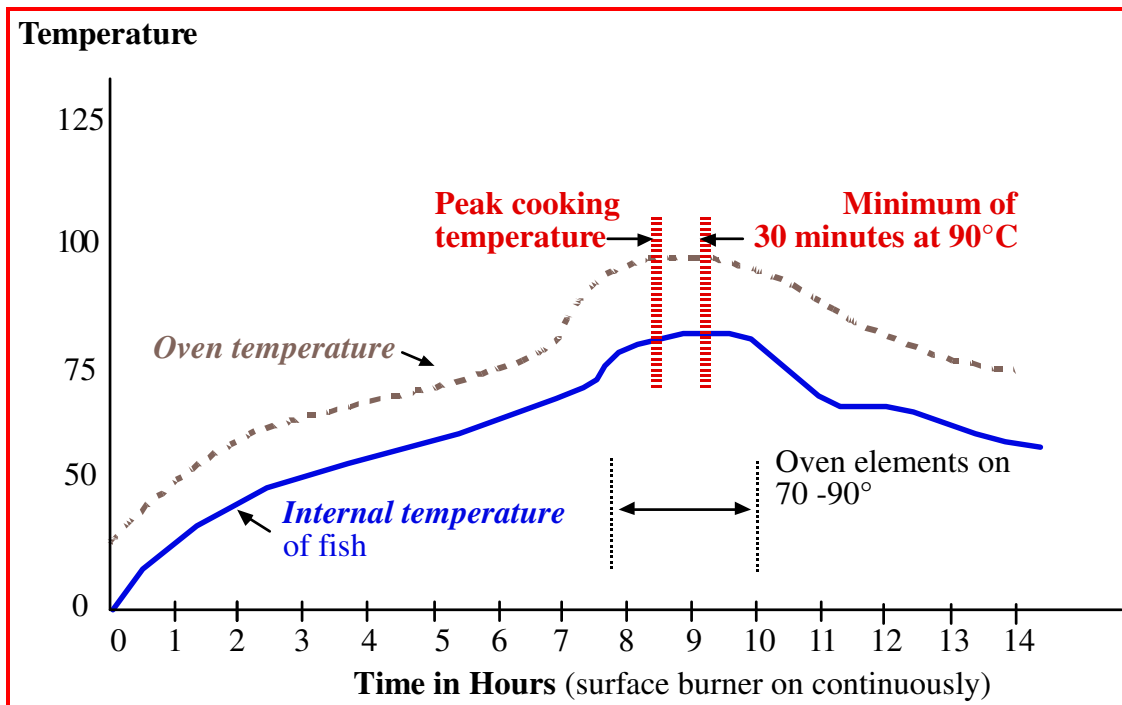 Temperature
125
100
75
50
0
Peak cooking
temperature
Minimum of
30 minutes at 90°C
Oven temperature
Internal temperature
of fish
Oven elements on
70 -90°
0 1 2 3 4 5 6 7 8 9 10 11 12 13 14
Time in Hours (surface burner on continuously)